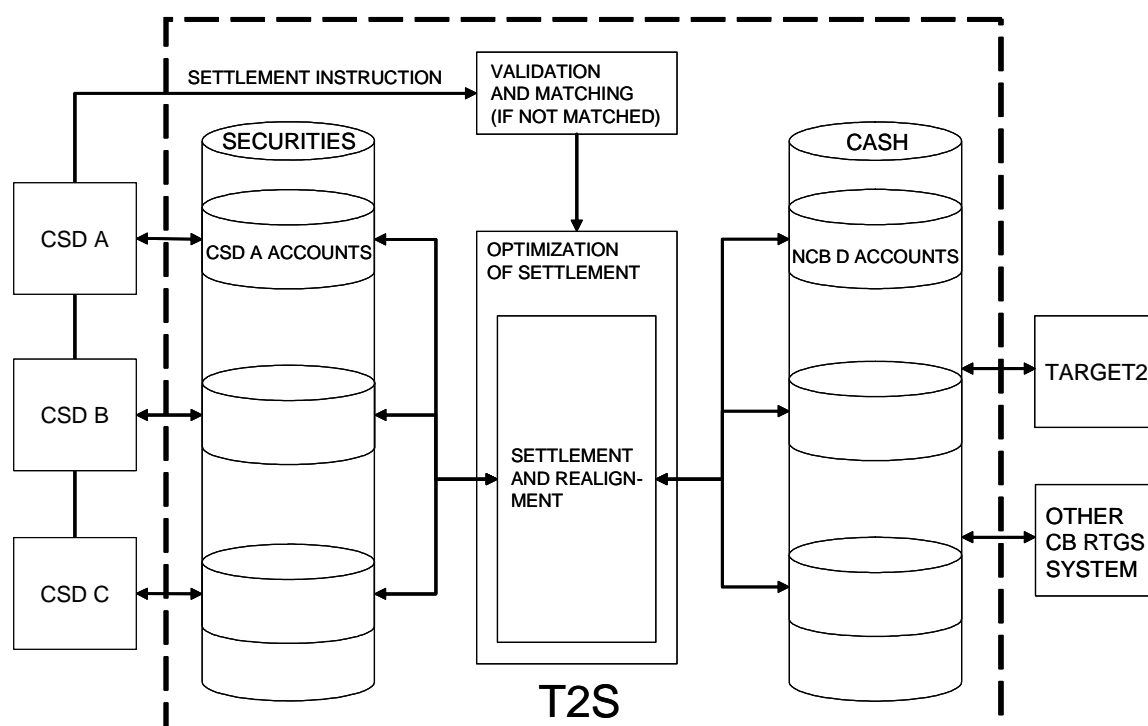 SETTLEMENT INSTRUCTION
VALIDATION
AND MATCHING
(IF NOT MATCHED)
SECURITIES
CASH
CSD A
CSD A ACCOUNTS
OPTIMIZATION
OF SETTLEMENT
NCB D ACCOUNTS
TARGET2
CSD B
SETTLEMENT
AND REALIGN-
MENT
OTHER
CB RTGS
SYSTEM
CSD C
T2S